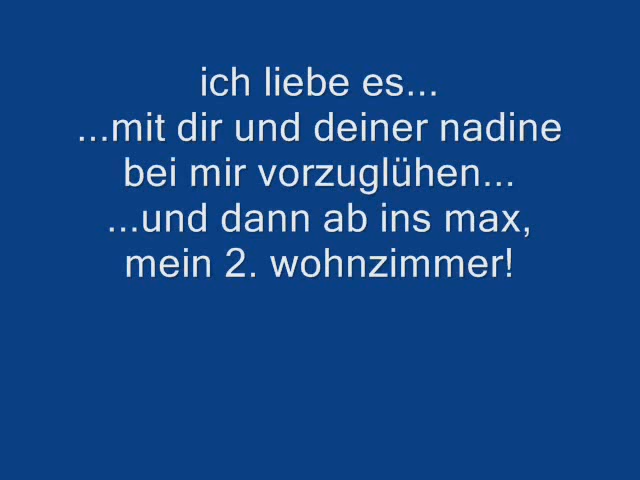 ich liebe es...
...mit dir und deiner nadine
bei mir vorzuglühen...
...und dann ab ins max,
mein 2. wohnzimmer!